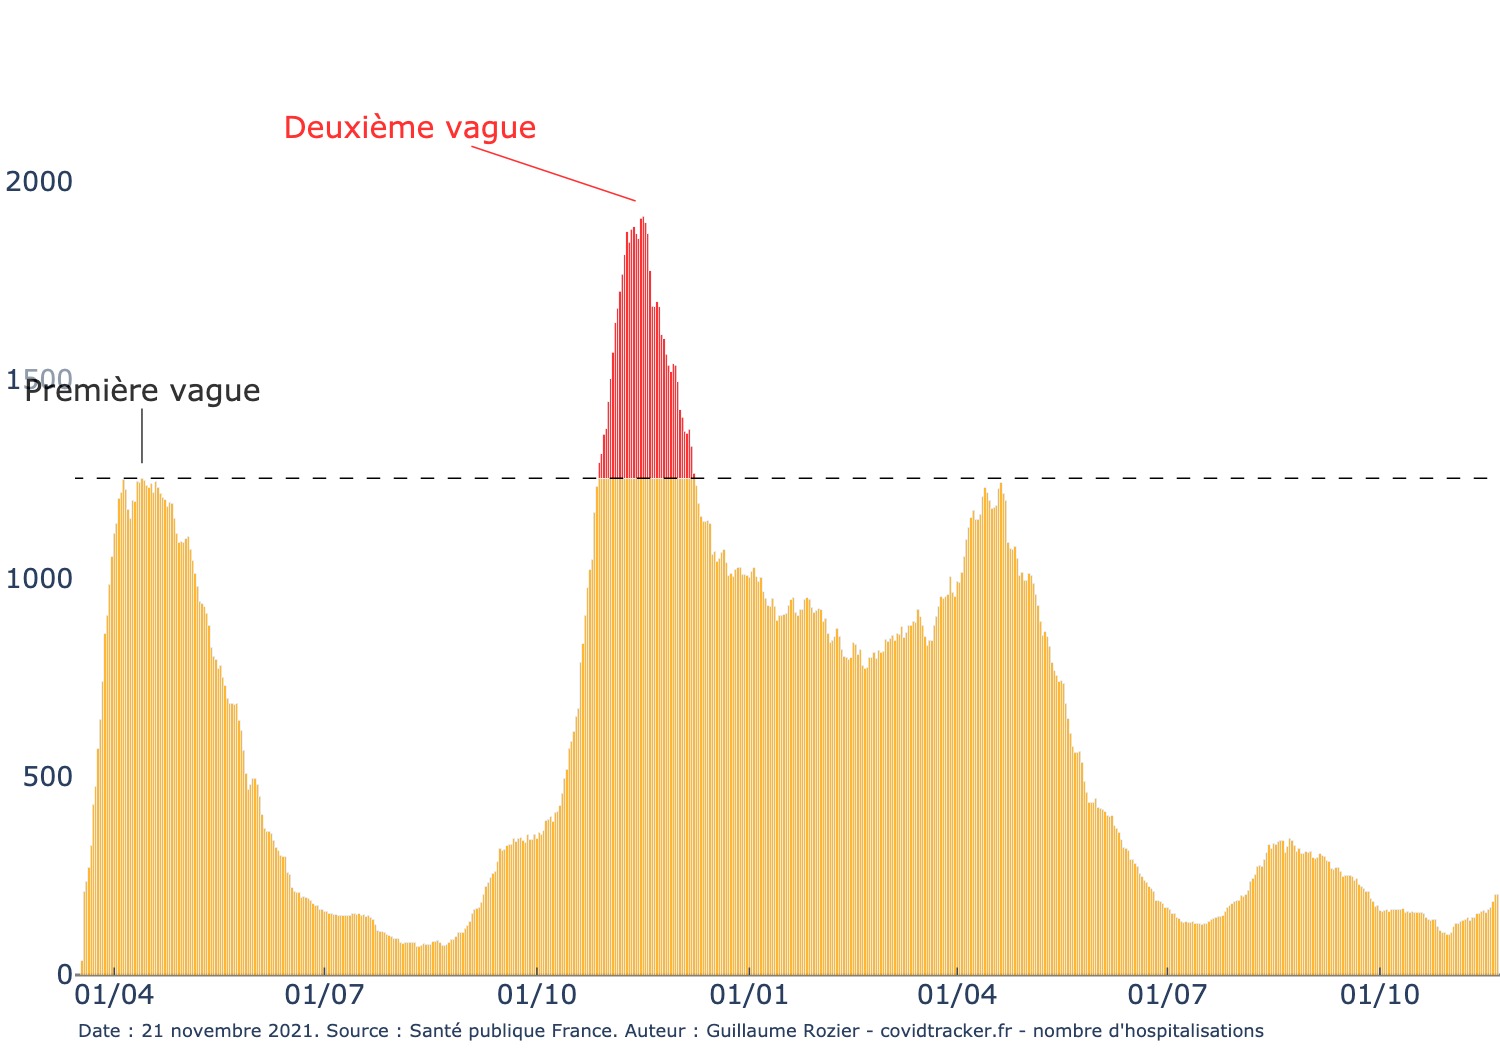 Deuxième vague
2000
1500
Première vague
1000
500
0
01/04 01/07 01/10 01/01 01/04 01/07 01/10
Date : 21 novembre 2021. Source : Santé publique France. Auteur : Guillaume Rozier - covidtracker.fr - nombre d'hospitalisations